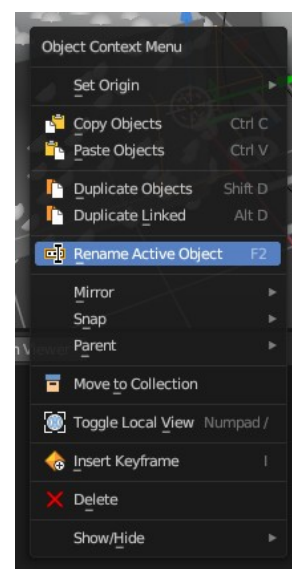 Object Context Menu
Set Origin
Copy Objects Ctrl C
Paste Objects Ctrl V
Duplicate Objects Shift D
Duplicate Linked Alt D
Rename Active Object F2
Mirror
Snap
Parent
Move to Collection
Toggle Local View Numpad /
Insert Keyframe I
Delete
Show/Hide